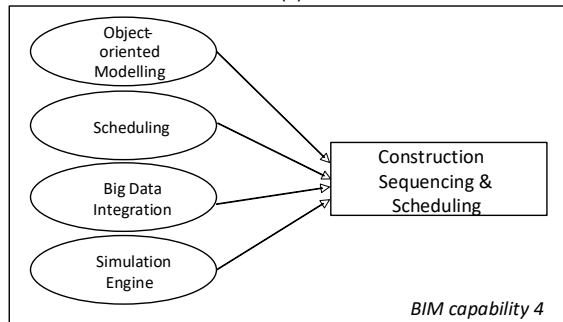 Object-
oriented
Modelling
Scheduling
Big Data
Integration
Simulation
Engine
Construction
Sequencing &
Scheduling
BIM capability 4